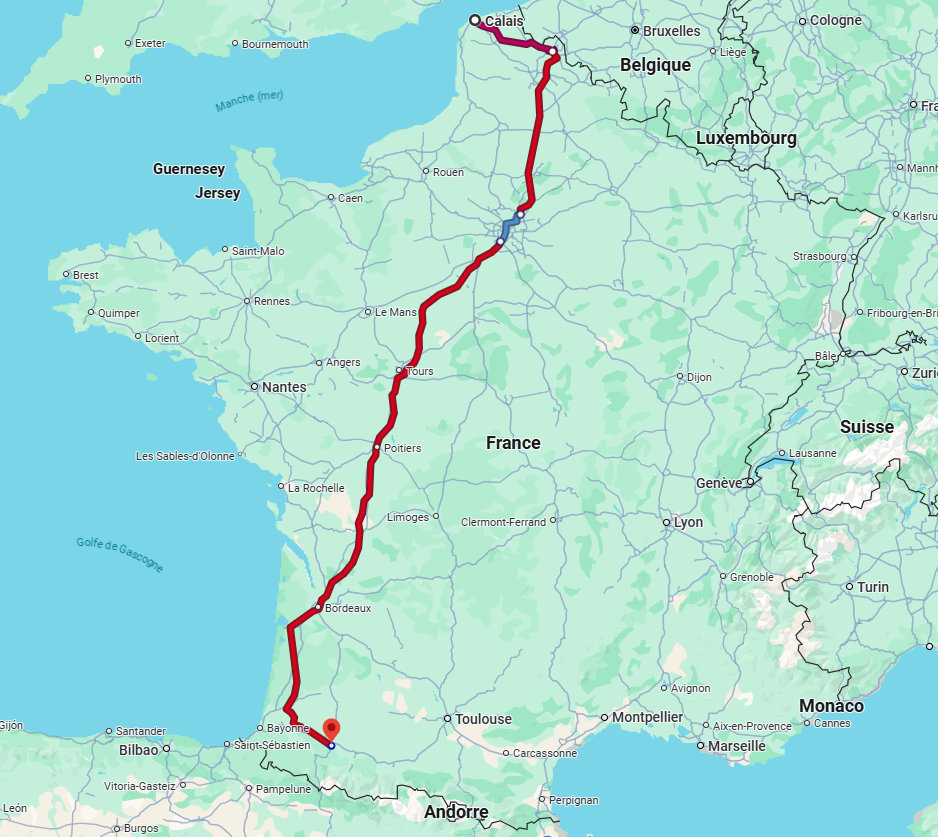 Calais
Cologne
Exeter
Bournemouth
Bruxelles
Liège
Belgique
Plymouth
Manche (mer)
Fra
Luxembourg
Guernesey
Rouen
Mannh
Jersey
Caen
Karlsru
Saint-Malo
Strasbourg
Brest
Rennes
Le Mans
Quimper
Fribourg-en-Bri
Lorient
Angers
Bâle
Tours
Dijon
Zuric
Nantes
Suisse
France
Poitiers
Les Sables-d'Olonne
Lausanne
Genève
La Rochelle
Limoges
Clermont-Ferrand
Lyon
Golfe de Gascogne
Grenoble
Turin
Bordeaux
Avignon
Monaco
Gijón
Santander
Bayonne
Toulouse
Montpellier
Aix-en-Provence
Cannes
Bilbao
Saint-Sébastien
Carcassonne
Marseille
Vitoria-Gasteiz
Pampelune
León
Andorre
Perpignan
Burgos